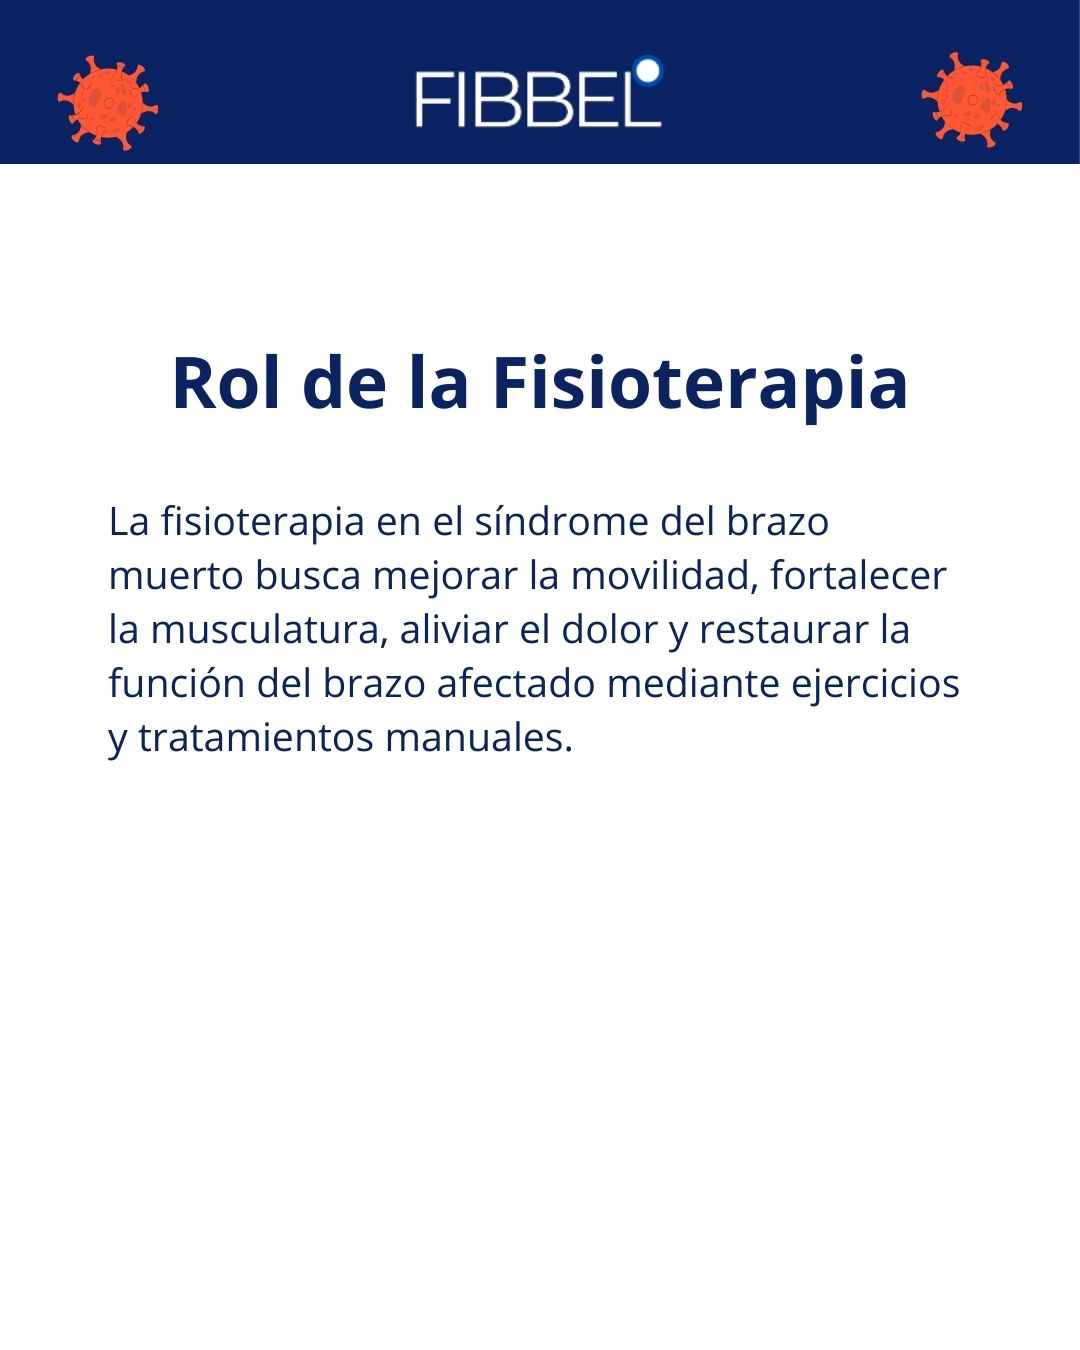 FIBBEL
Rol de la Fisioterapia
La fisioterapia en el síndrome del brazo
muerto busca mejorar la movilidad, fortalecer
la musculatura, aliviar el dolor y restaurar la
función del brazo afectado mediante ejercicios
y tratamientos manuales.